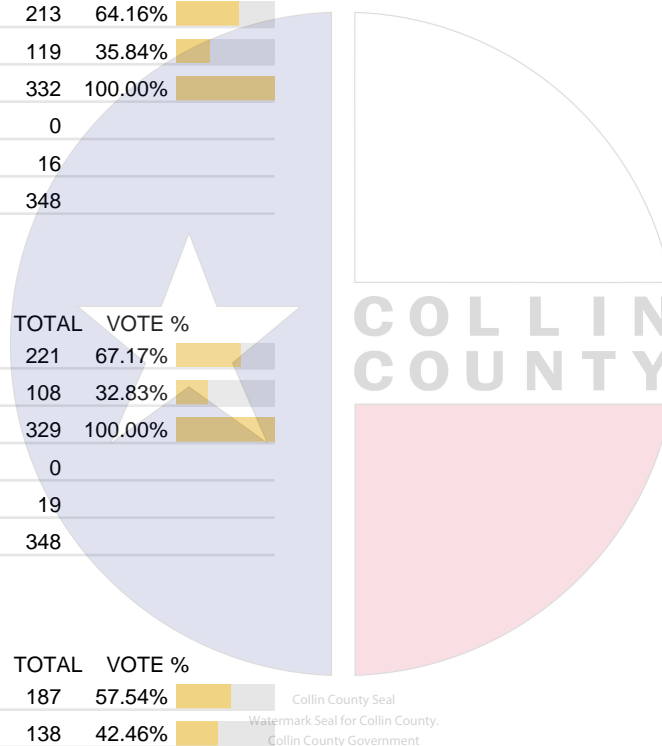 213 64.16%
119 35.84%
332 100.00%
0
16
348
TOTAL VOTE %
221 67.17%
108 32.83%
329 100.00%
0
19
348
TOTAL VOTE %
187 57.54%
138 42.46%
COLLIN
COUNTY
Collin County Seal
Watermark Seal for Collin County.
Collin County Government